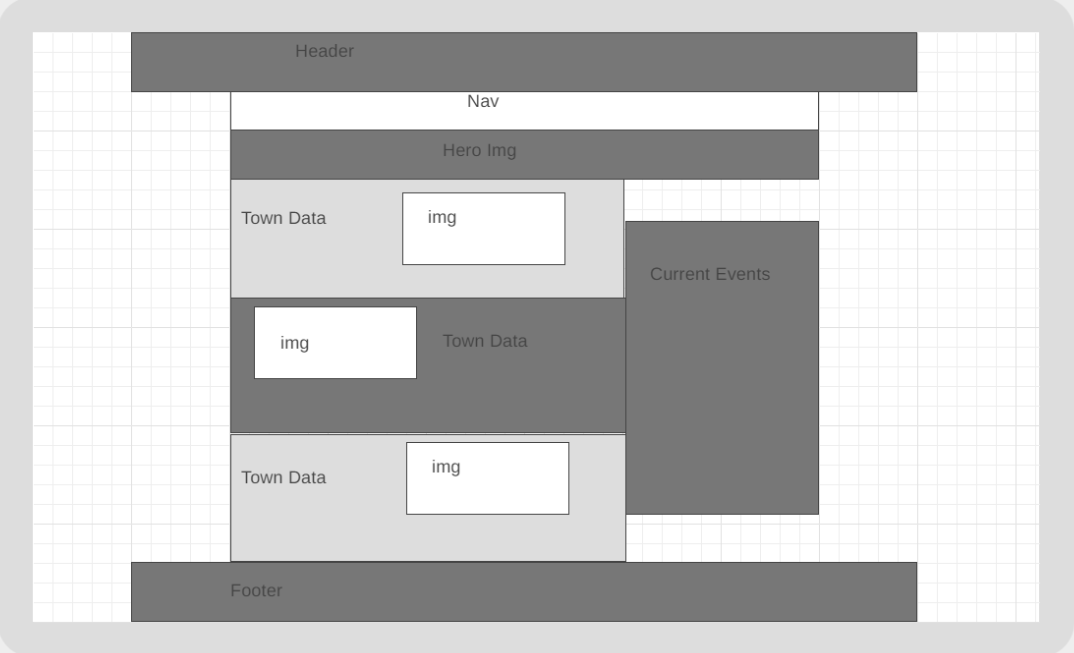 Header
Nav
Hero Img
Town Data
img
Current Events
img
Town Data
Town Data
img
Footer